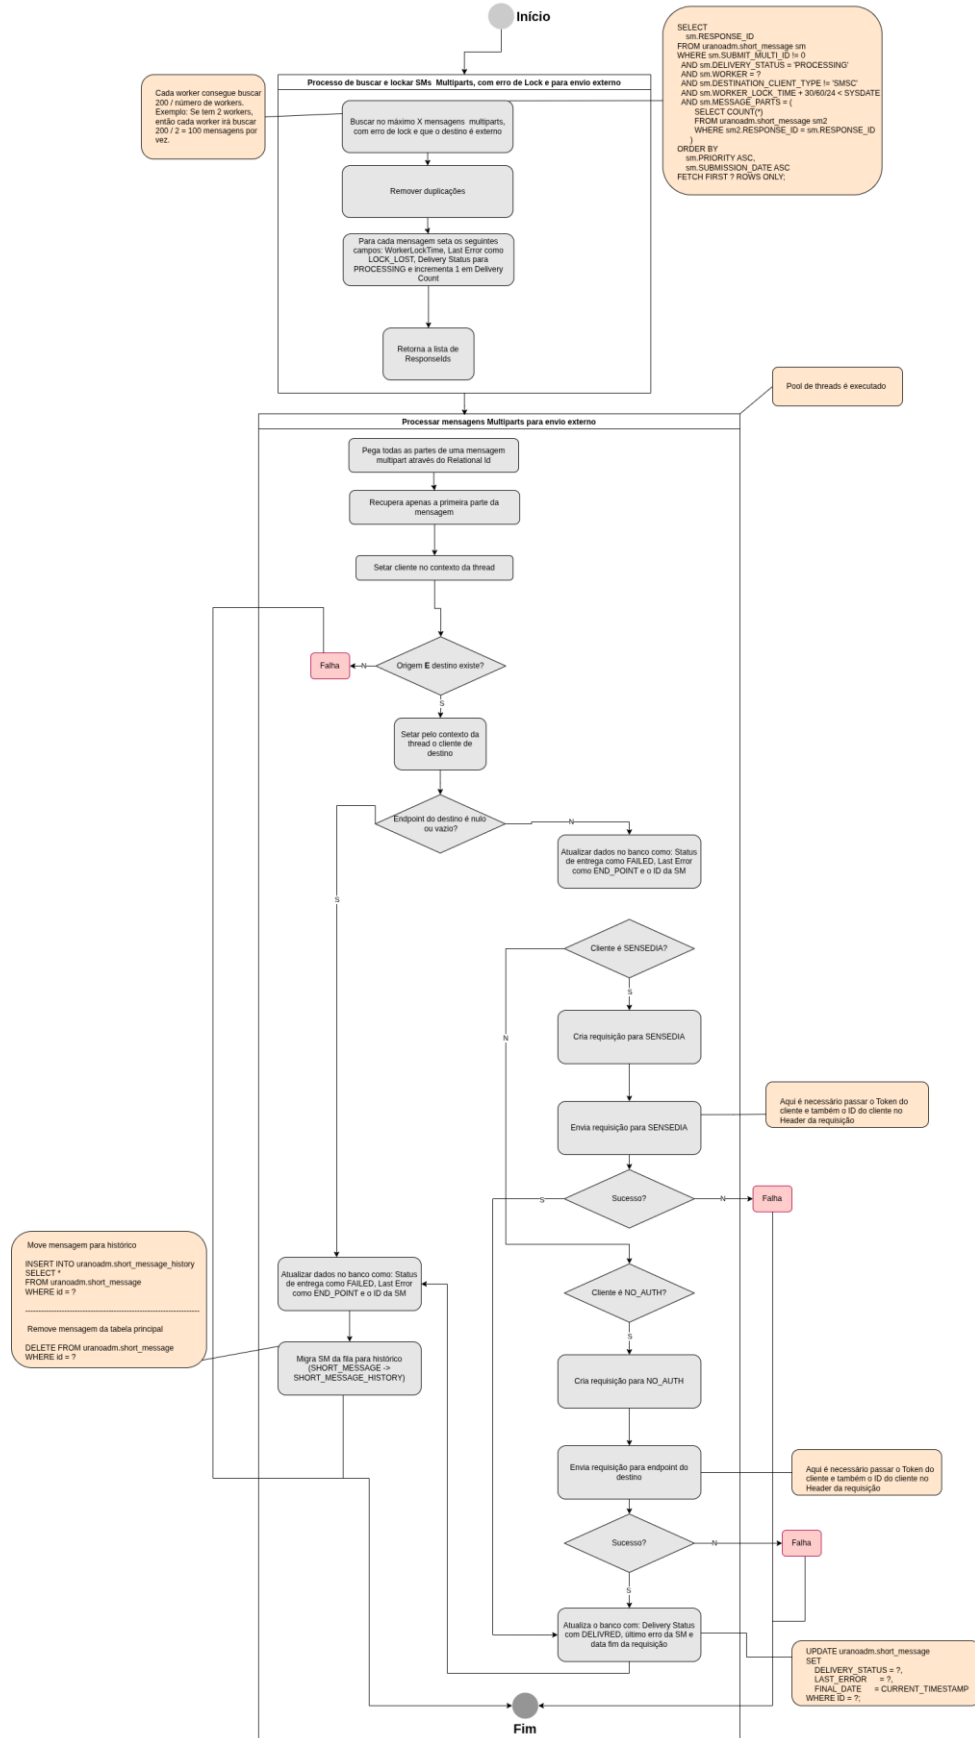 Início
SELECT
sm.RESPONSE_ID
FROM uranoadm.short_message sm
WHERE sm.SUBMIT_MULTI_ID != 0
AND sm.DELIVERY_STATUS = 'PROCESSING'
AND sm.WORKER = ?
AND sm.DESTINATION_CLIENT_TYPE != 'SMSC'
AND sm.WORKER_LOCK_TIME + 30/60/24 < SYSDATE
AND sm.MESSAGE_PARTS = (
SELECT COUNT(*)
FROM uranoadm.short_message sm2
WHERE sm2.RESPONSE_ID = sm.RESPONSE_ID
)
ORDER BY
sm.PRIORITY ASC,
sm.SUBMISSION_DATE ASC
FETCH FIRST ? ROWS ONLY;
Processo de buscar e lockar SMs Multiparts, com erro de Lock e para envio externo
Cada worker consegue buscar
200 / número de workers.
Exemplo: Se tem 2 workers,
então cada worker irá buscar
200 / 2 = 100 mensagens por
vez.
Buscar no máximo X mensagens multiparts,
com erro de lock e que o destino é externo
Remover duplicações
Para cada mensagem seta os seguintes
campos: WorkerLockTime, Last Error como
LOCK_LOST, Delivery Status para
PROCESSING e incrementa 1 em Delivery
Count
Retorna a lista de
ResponseIds
Pool de threads é executado
Processar mensagens Multiparts para envio externo
Pega todas as partes de uma mensagem
multipart através do Relational Id
Recupera apenas a primeira parte da
mensagem
Setar cliente no contexto da thread
Origem E destino existe?
N
Falha
S
Setar pelo contexto da
thread o cliente de
destino
Endpoint do destino é nulo
ou vazio?
N
Atualizar dados no banco como: Status
de entrega como FAILED, Last Error
como END_POINT e o ID da SM
S
Cliente é SENSEDIA?
S
N
Cria requisição para SENSEDIA
Envia requisição para SENSEDIA
Aqui é necessário passar o Token do
cliente e também o ID do cliente no
Header da requisição
Sucesso?
S
N
Falha
Move mensagem para histórico
INSERT INTO uranoadm.short_message_history
SELECT *
FROM uranoadm.short_message
WHERE id = ?
------------------------------------------------------------
Remove mensagem da tabela principal
DELETE FROM uranoadm.short_message
WHERE id = ?
Atualizar dados no banco como: Status
de entrega como FAILED, Last Error
como END_POINT e o ID da SM
Cliente é NO_AUTH?
S
Migra SM da fila para histórico
(SHORT_MESSAGE ->
SHORT_MESSAGE_HISTORY)
Cria requisição para NO_AUTH
Envia requisição para endpoint do
destino
Aqui é necessário passar o Token do
cliente e também o ID do cliente no
Header da requisição
Sucesso?
N
Falha
S
Atualiza o banco com: Delivery Status
com DELIVRED, último erro da SM e
data fim da requisição
UPDATE uranoadm.short_message
SET
DELIVERY_STATUS = ?,
LAST_ERROR = ?,
FINAL_DATE = CURRENT_TIMESTAMP
WHERE ID = ?;
Fim